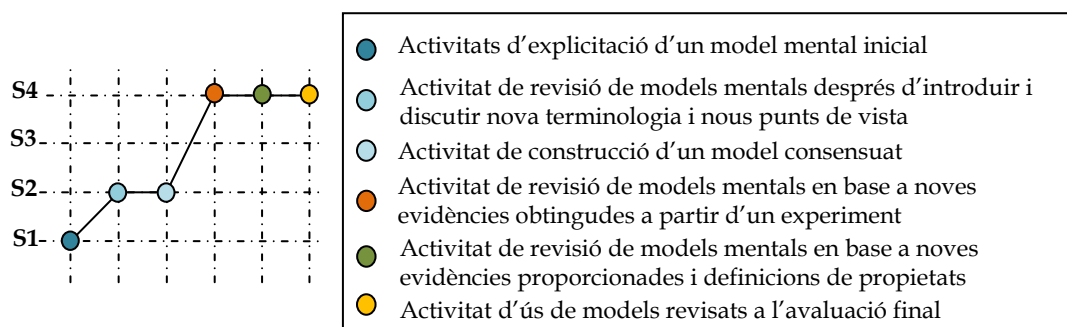 S4
S3
S2
S1
Activitats d'explicitació d'un model mental inicial
Activitat de revisió de models mentals després d'introduir i
discutir nova terminologia i nous punts de vista
Activitat de construcció d'un model consensuat
Activitat de revisió de models mentals en base a noves
evidències obtingudes a partir d'un experiment
Activitat de revisió de models mentals en base a noves
evidències proporcionades i definicions de propietats
Activitat d'ús de models revisats a l'avaluació final